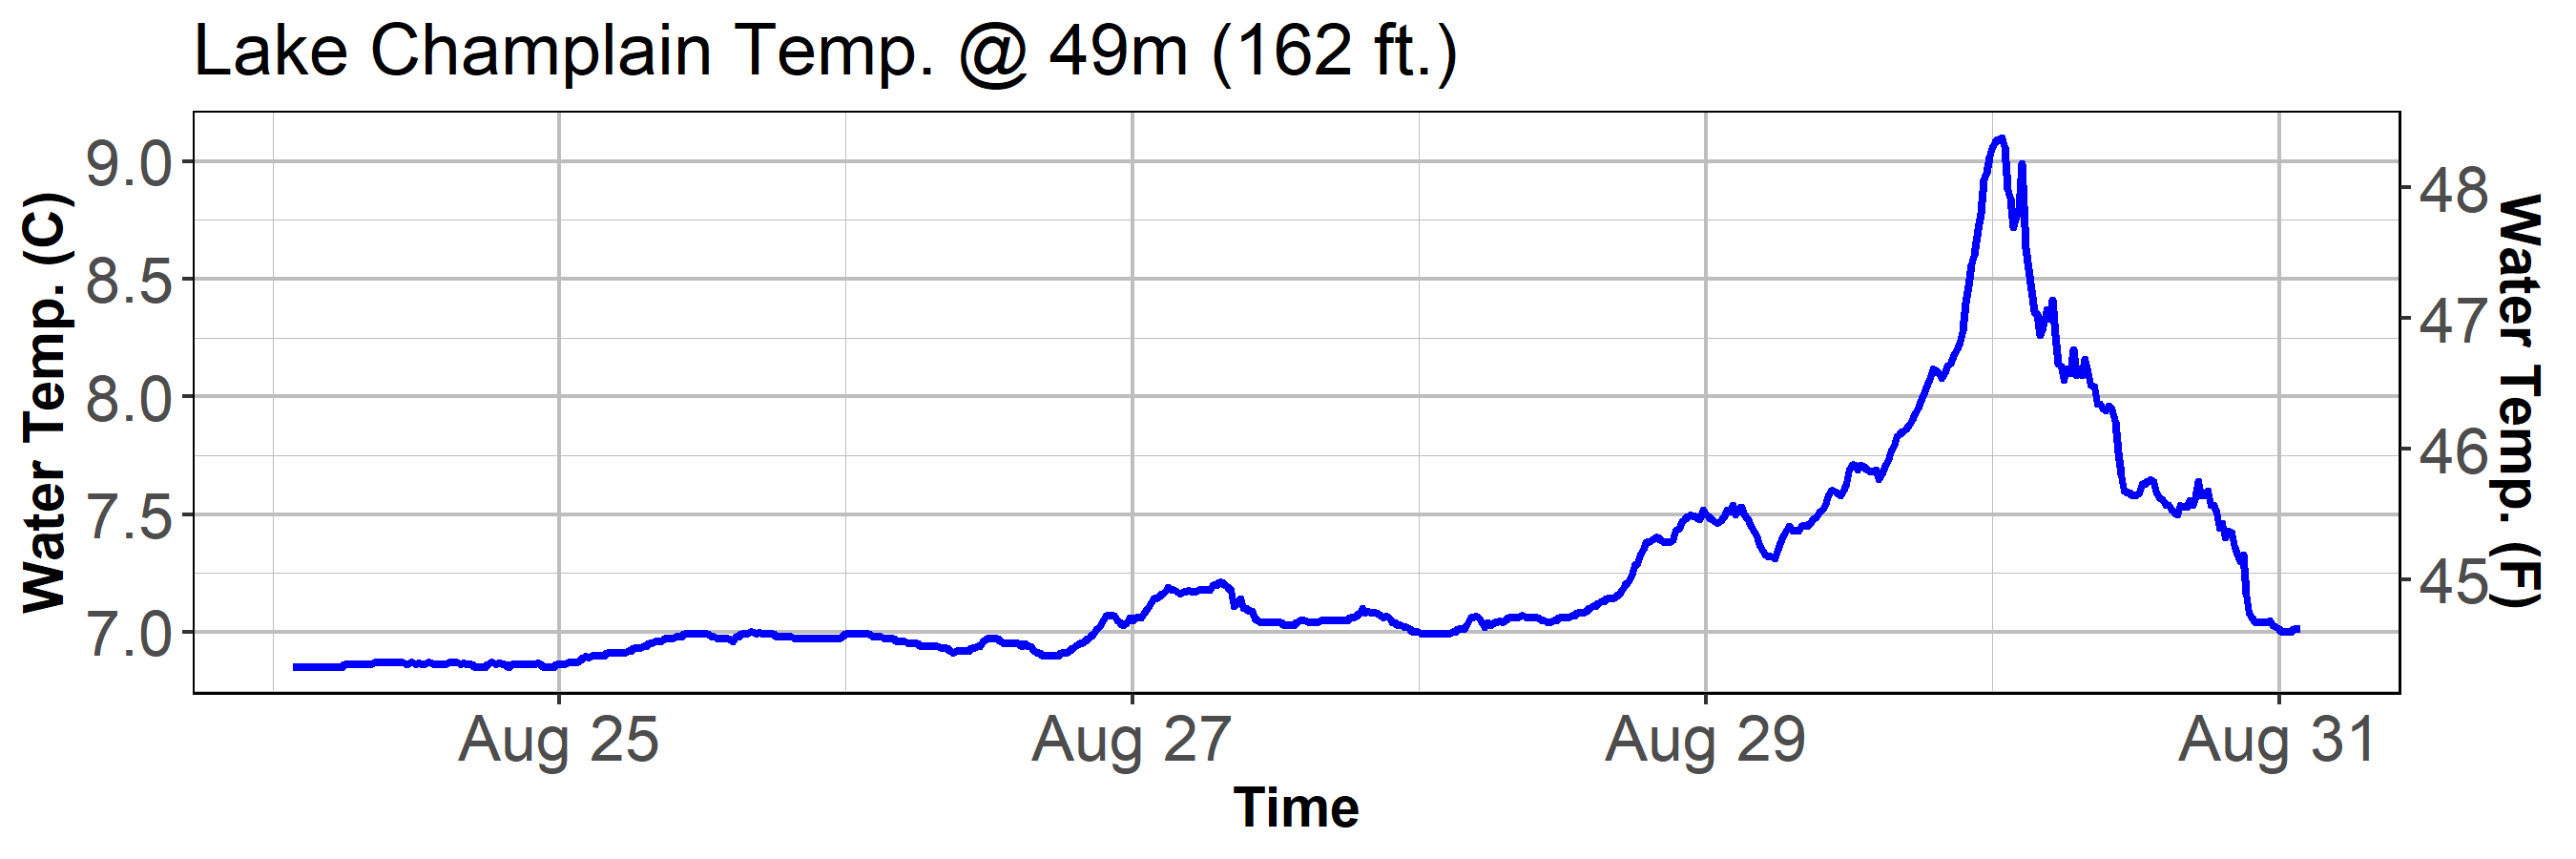 Lake Champlain Temp. @ 49m (162 ft.)
Water Temp. (C)
9.0
8.5
8.0
7.5
7.0
48
47
46
45
Water Temp. (F)
Aug 25 Aug 27 Aug 29 Aug 31
Time